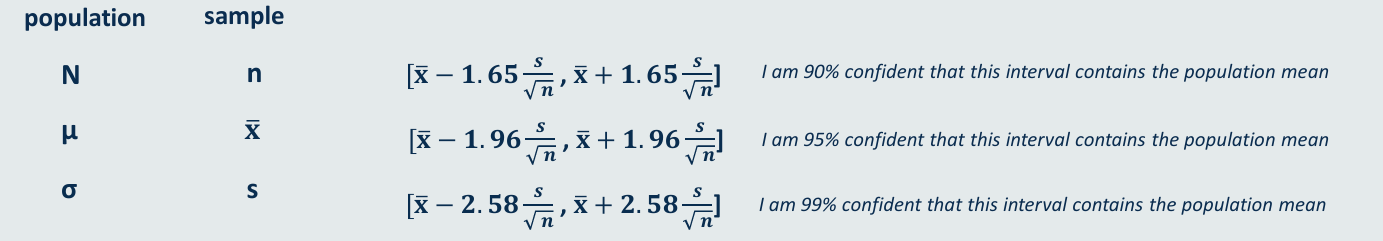 population sample
N n [x̄ − 1.65 s/√n , x̄ + 1.65 s/√n] I am 90% confident that this interval contains the population mean
μ x̄ [x̄ − 1.96 s/√n , x̄ + 1.96 s/√n] I am 95% confident that this interval contains the population mean
σ s [x̄ − 2.58 s/√n , x̄ + 2.58 s/√n] I am 99% confident that this interval contains the population mean